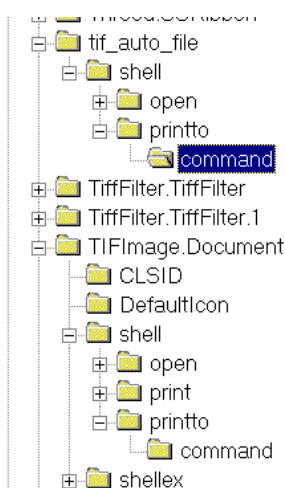 tif_auto_file
shell
open
printto
command
TiffFilter.TiffFilter
TiffFilter.TiffFilter.1
TIFImage.Document
CLSID
DefaultIcon
shell
open
print
printto
command
shellex